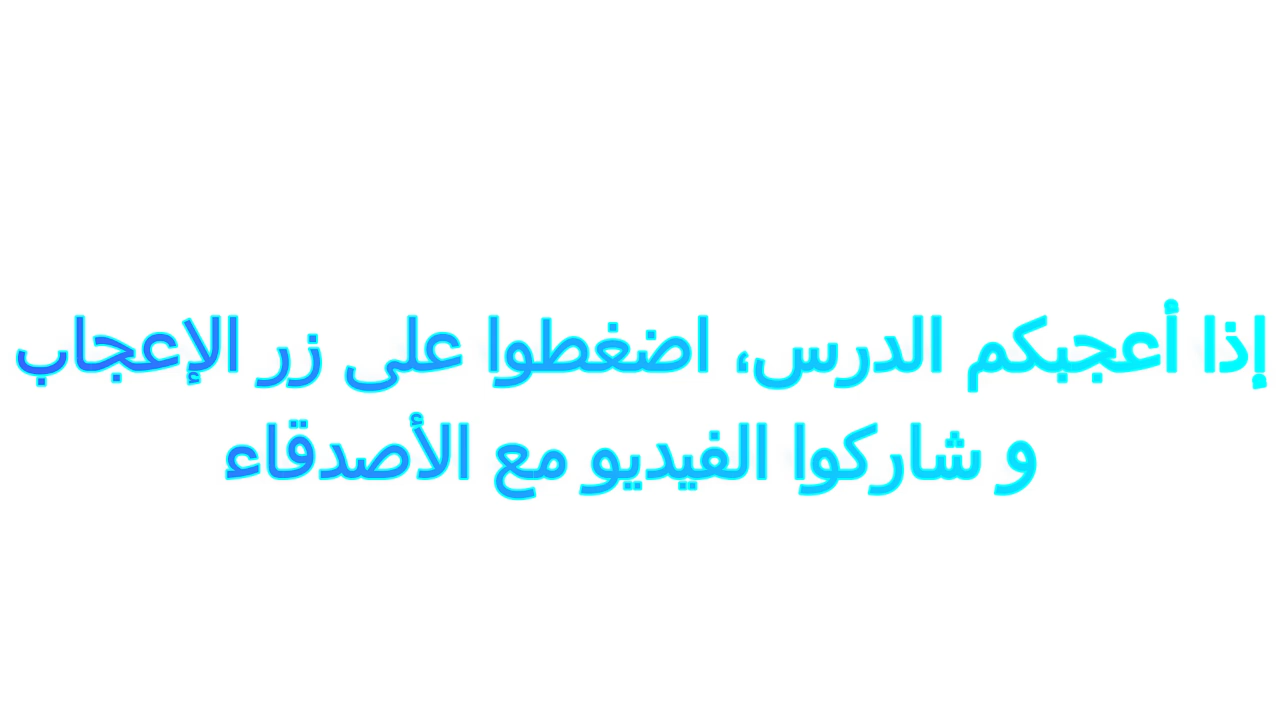 إذا أعجبكم الدرس، اضغطوا على زر الإعجاب
و شاركوا الفيديو مع الأصدقاء